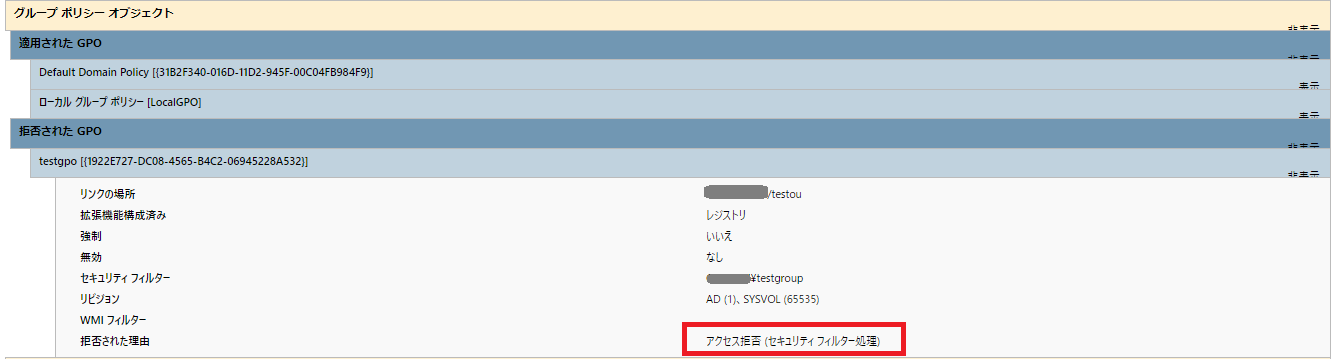 グループ ポリシー オブジェクト
非表示
適用された GPO
非表示
Default Domain Policy [{31B2F340-016D-11D2-945F-00C04FB984F9}]
表示
ローカル グループ ポリシー [LocalGPO]
表示
拒否された GPO
非表示
testgpo [{1922E727-DC08-4565-B4C2-06945228A532}]
非表示
リンクの場所 /testou
拡張機能構成済み レジストリ
強制 いいえ
無効 なし
セキュリティ フィルター ¥testgroup
リビジョン AD (1)、SYSVOL (65535)
WMI フィルター
拒否された理由 アクセス拒否 (セキュリティ フィルター処理)